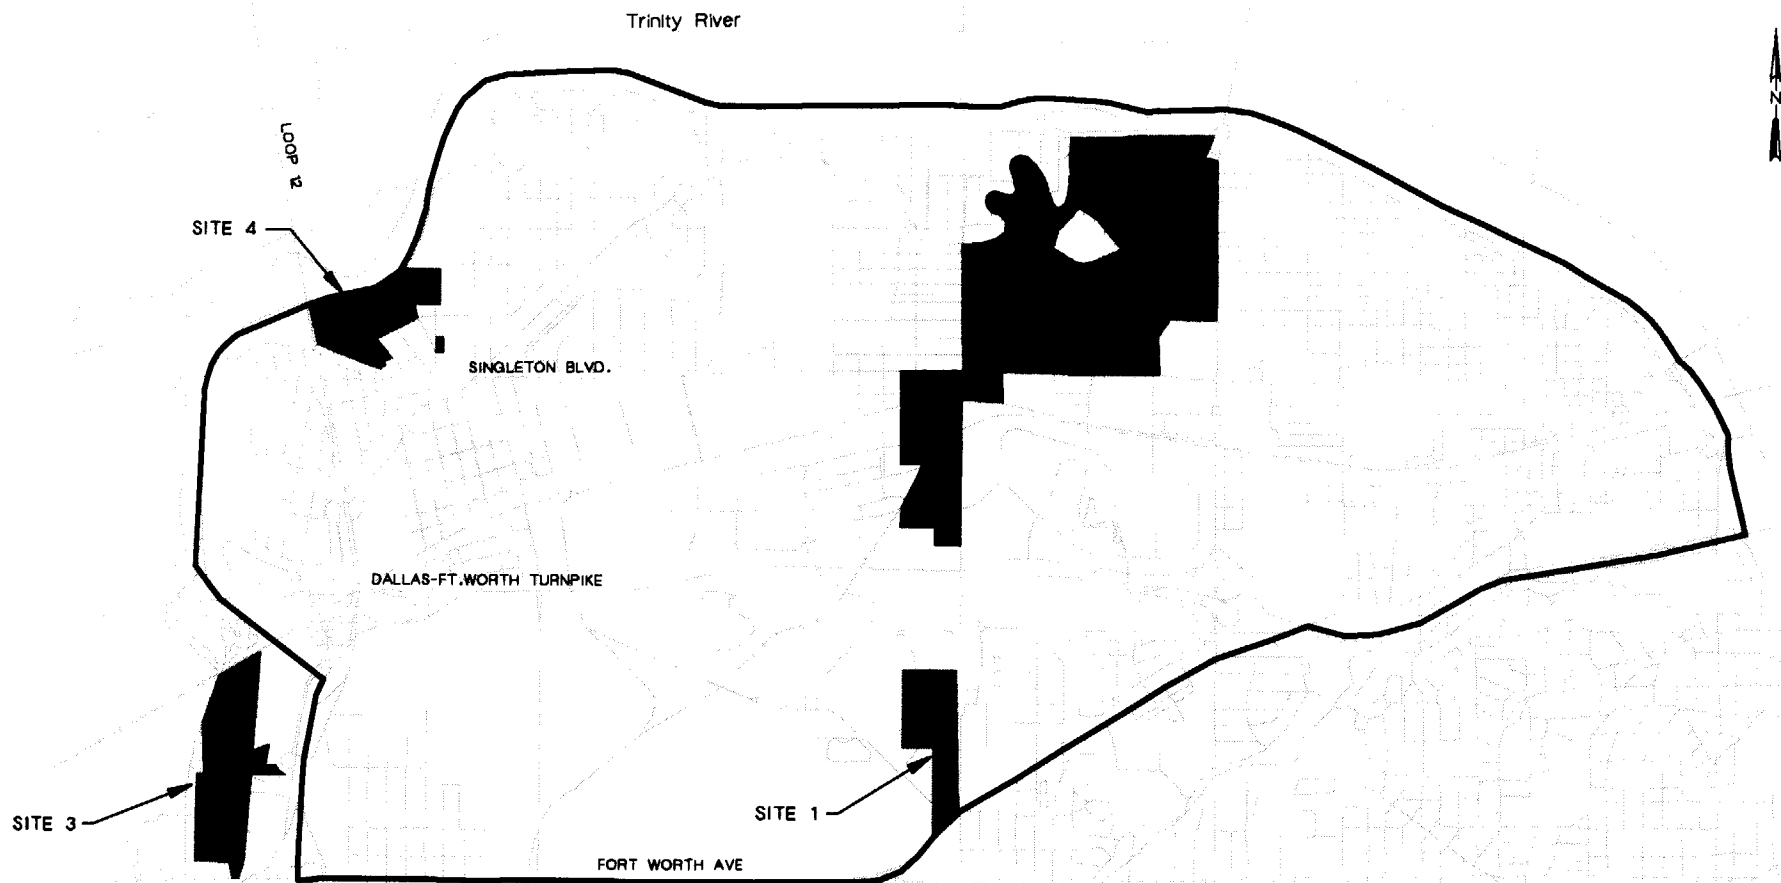 Trinity River
N
LOOP 12
SITE 4
SINGLETON BLVD.
DALLAS-FT.WORTH TURNPIKE
SITE 3
SITE 1
FORT WORTH AVE